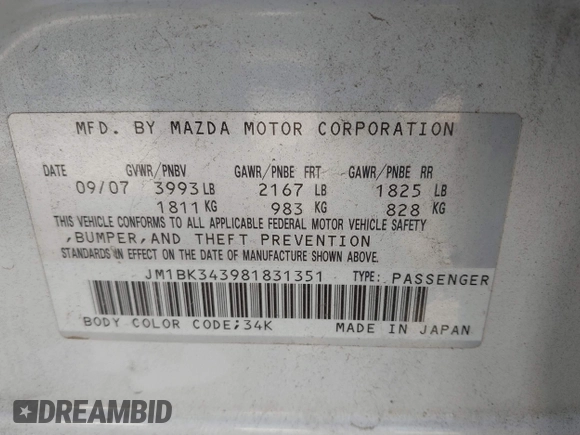 MFD. BY MAZDA MOTOR CORPORATION
DATE GVWR/PNBV GAWR/PNBE FRT GAWR/PNBE RR
09/07 3993 LB 2167 LB 1825 LB
1811 KG 983 KG 828 KG
THIS VEHICLE CONFORMS TO ALL APPLICABLE FEDERAL MOTOR VEHICLE SAFETY
,BUMPER,AND THEFT PREVENTION
STANDARDS IN EFFECT ON THE DATE OF MANUFACTURE SHOWN ABOVE.
JM1BK343981831351 TYPE: PASSENGER
BODY COLOR CODE;34K MADE IN JAPAN
DREAMBID